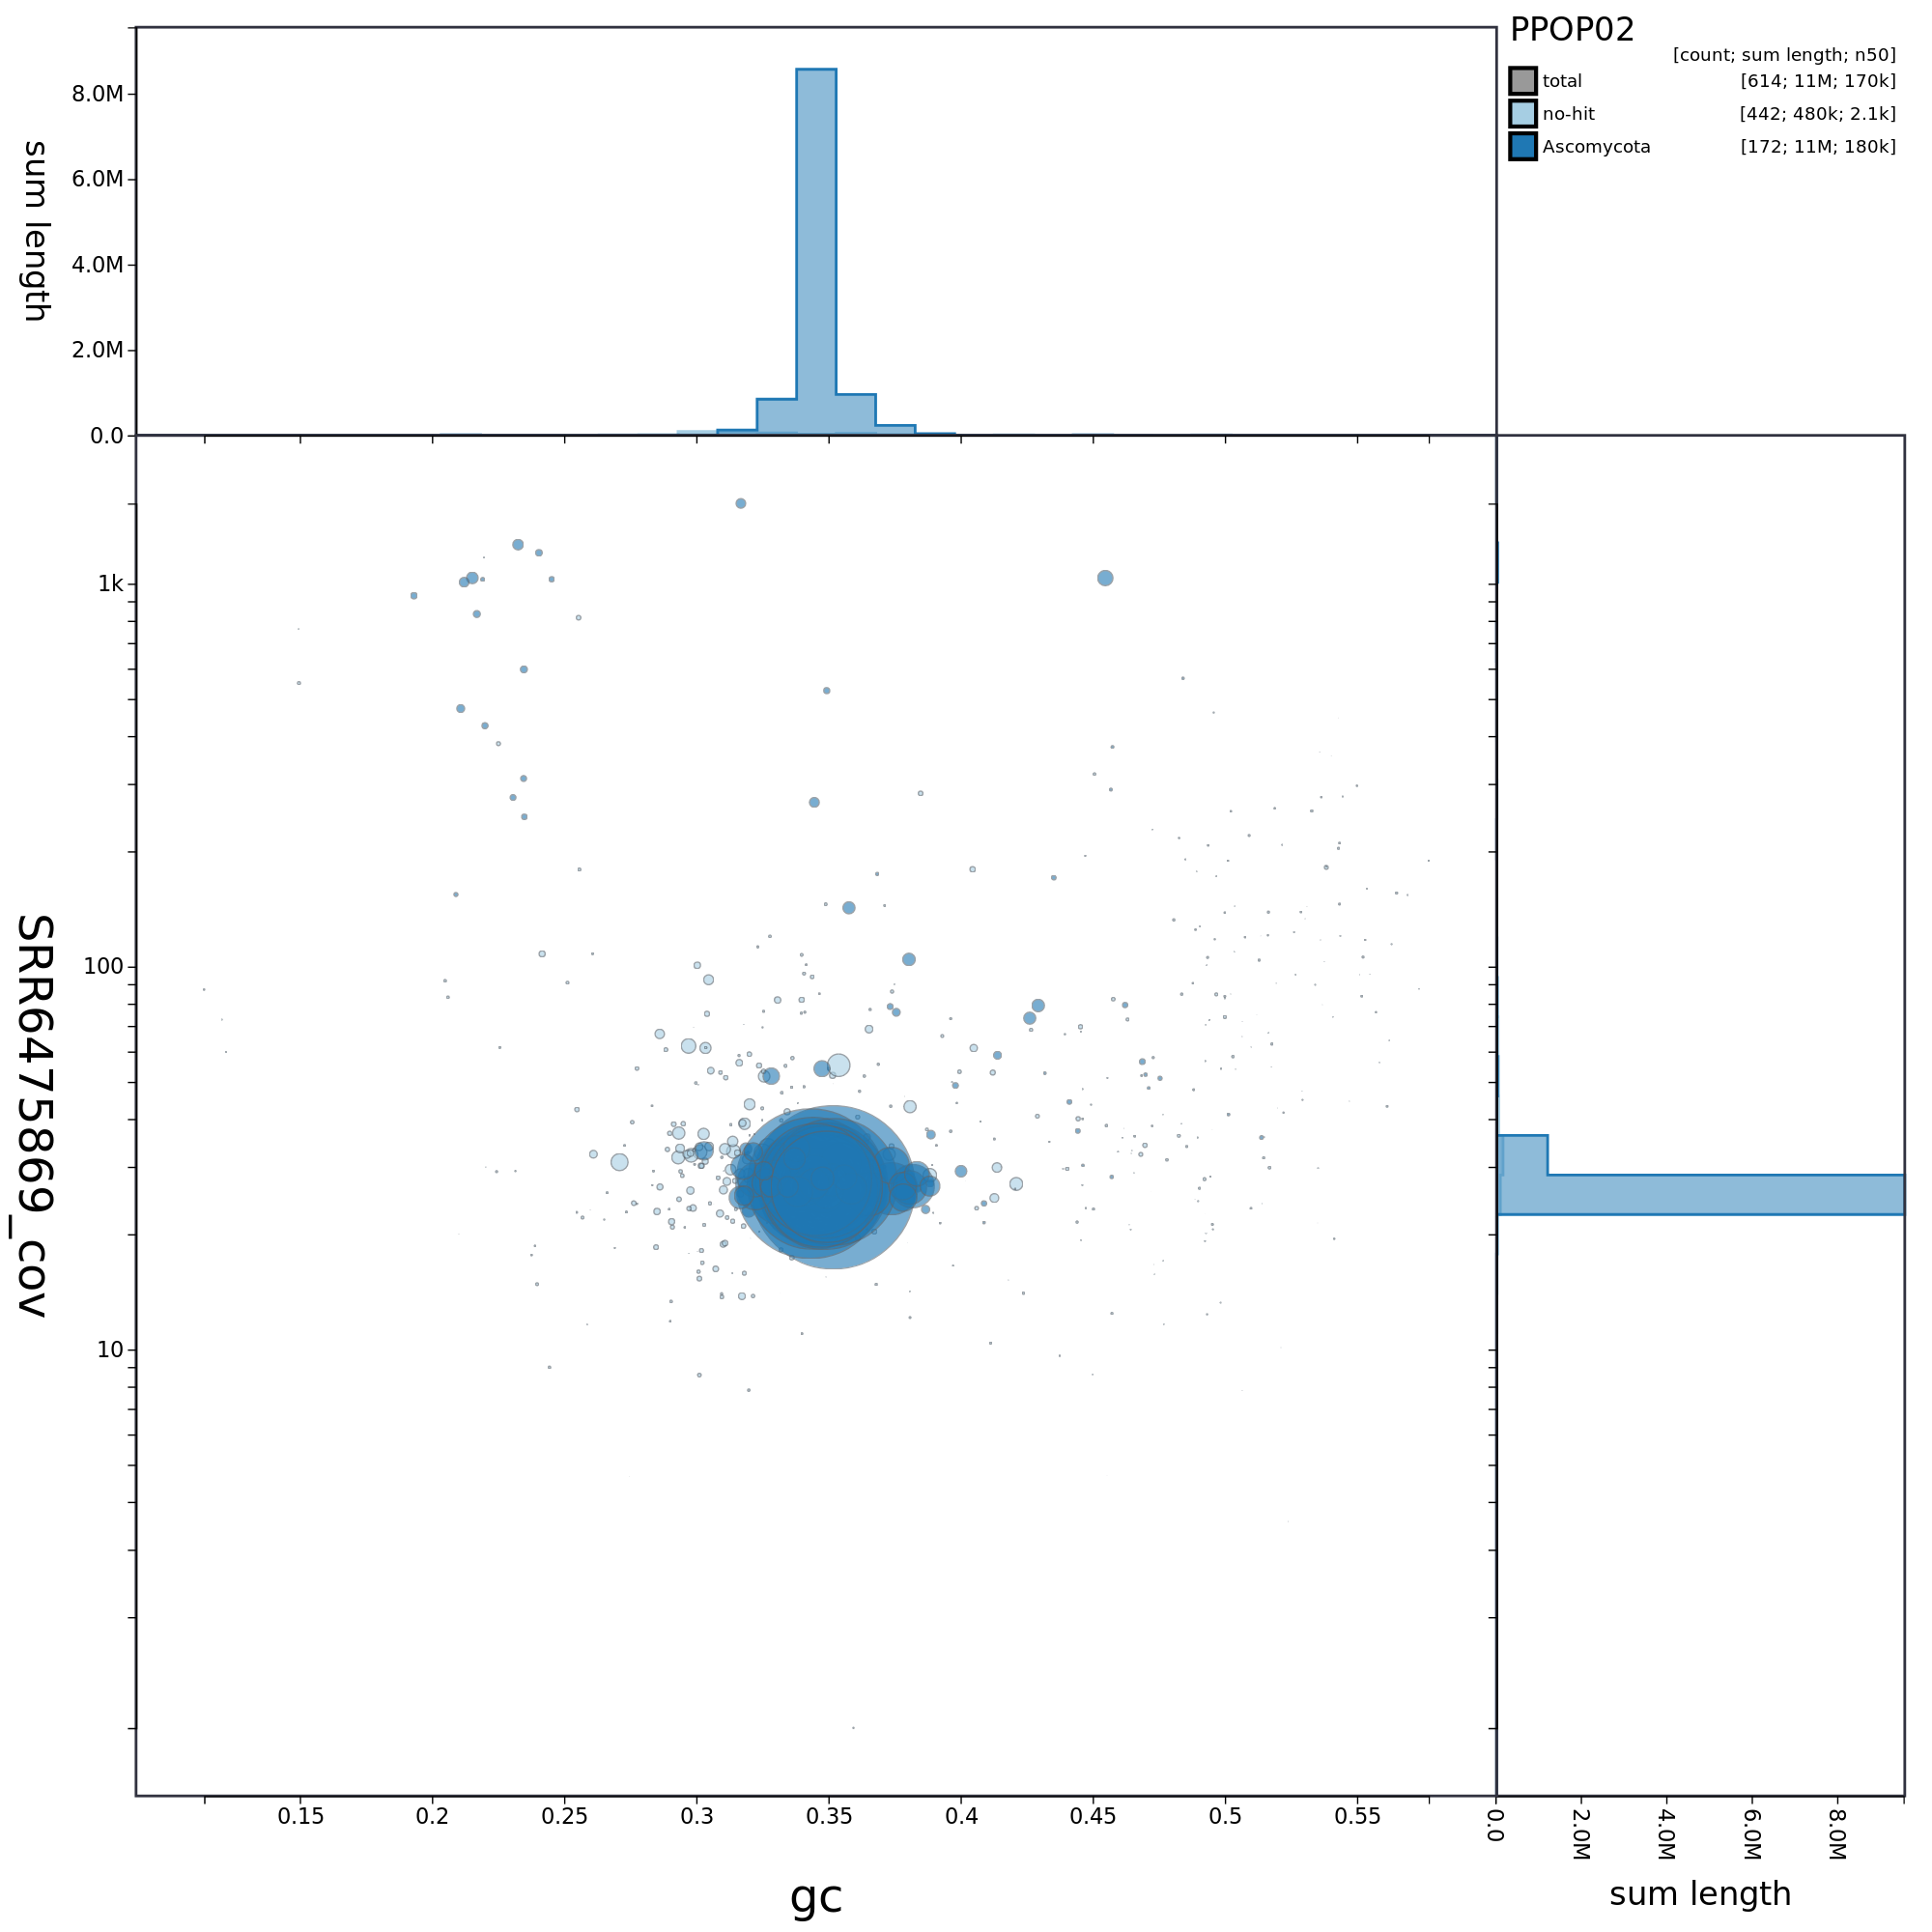 PPOP02
[count; sum length; n50]
total [614; 11M; 170k]
no-hit [442; 480k; 2.1k]
Ascomycota [172; 11M; 180k]
sum length
8.0M
6.0M
4.0M
2.0M
0.0
SRR6475869_cov
1k
100
10
0.15 0.2 0.25 0.3 0.35 0.4 0.45 0.5 0.55
gc
0.0 2.0M 4.0M 6.0M 8.0M
sum length